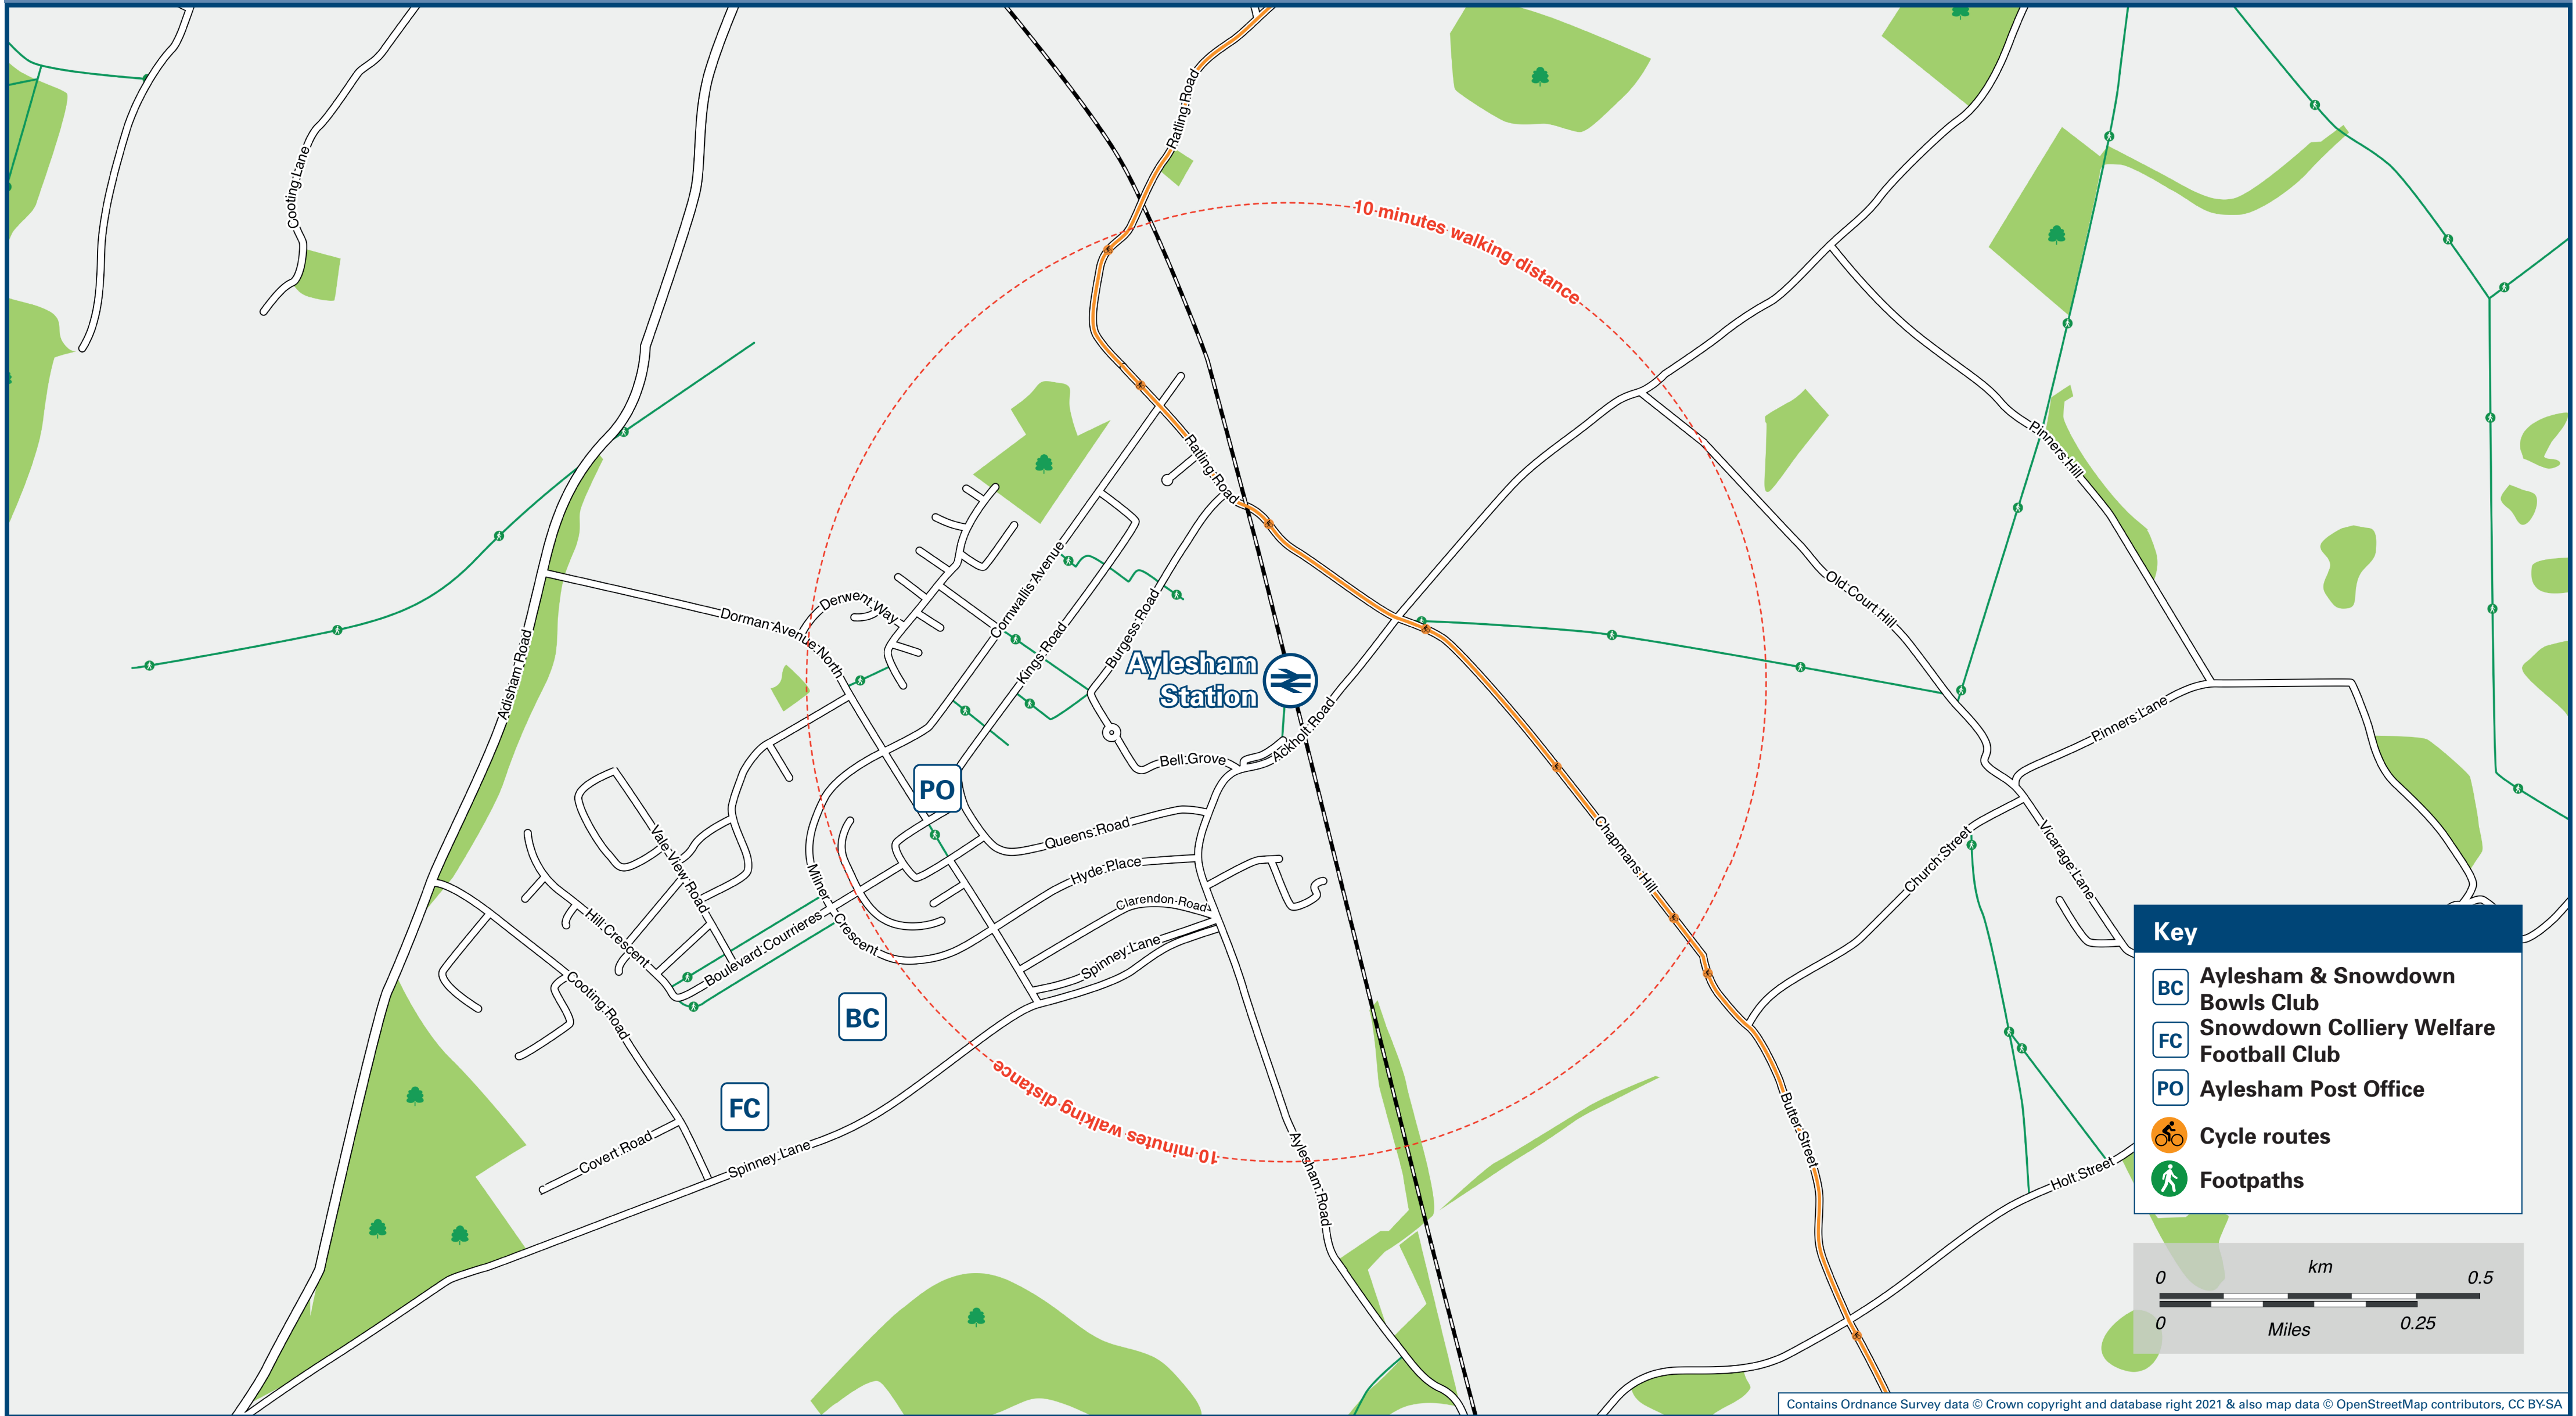 Ratling Road
10 minutes walking distance
Cooting Lane
Ratling Road
Pinners Hill
Cornwallis Avenue
Derwent Way
Dorman Avenue North
Kings Road
Burgess Road
Old Court Hill
Adisham Road
Aylesham
Station
Ackholt Road
Pinners Lane
Bell Grove
PO
Queens Road
Chapmans Hill
Vale View Road
Hyde Place
Church Street
Vicarage Lane
Milner Crescent
Clarendon Road
Hill Crescent
Boulevard Courrieres
Spinney Lane
Cooting Road
BC
10 minutes walking distance
FC
Butter Street
Covert Road
Spinney Lane
Aylesham Road
Holt Street
Key
BC Aylesham & Snowdown
Bowls Club
FC Snowdown Colliery Welfare
Football Club
PO Aylesham Post Office
Cycle routes
Footpaths
km
0 0.5
0 0.25
Miles
Contains Ordnance Survey data © Crown copyright and database right 2021 & also map data © OpenStreetMap contributors, CC BY-SA